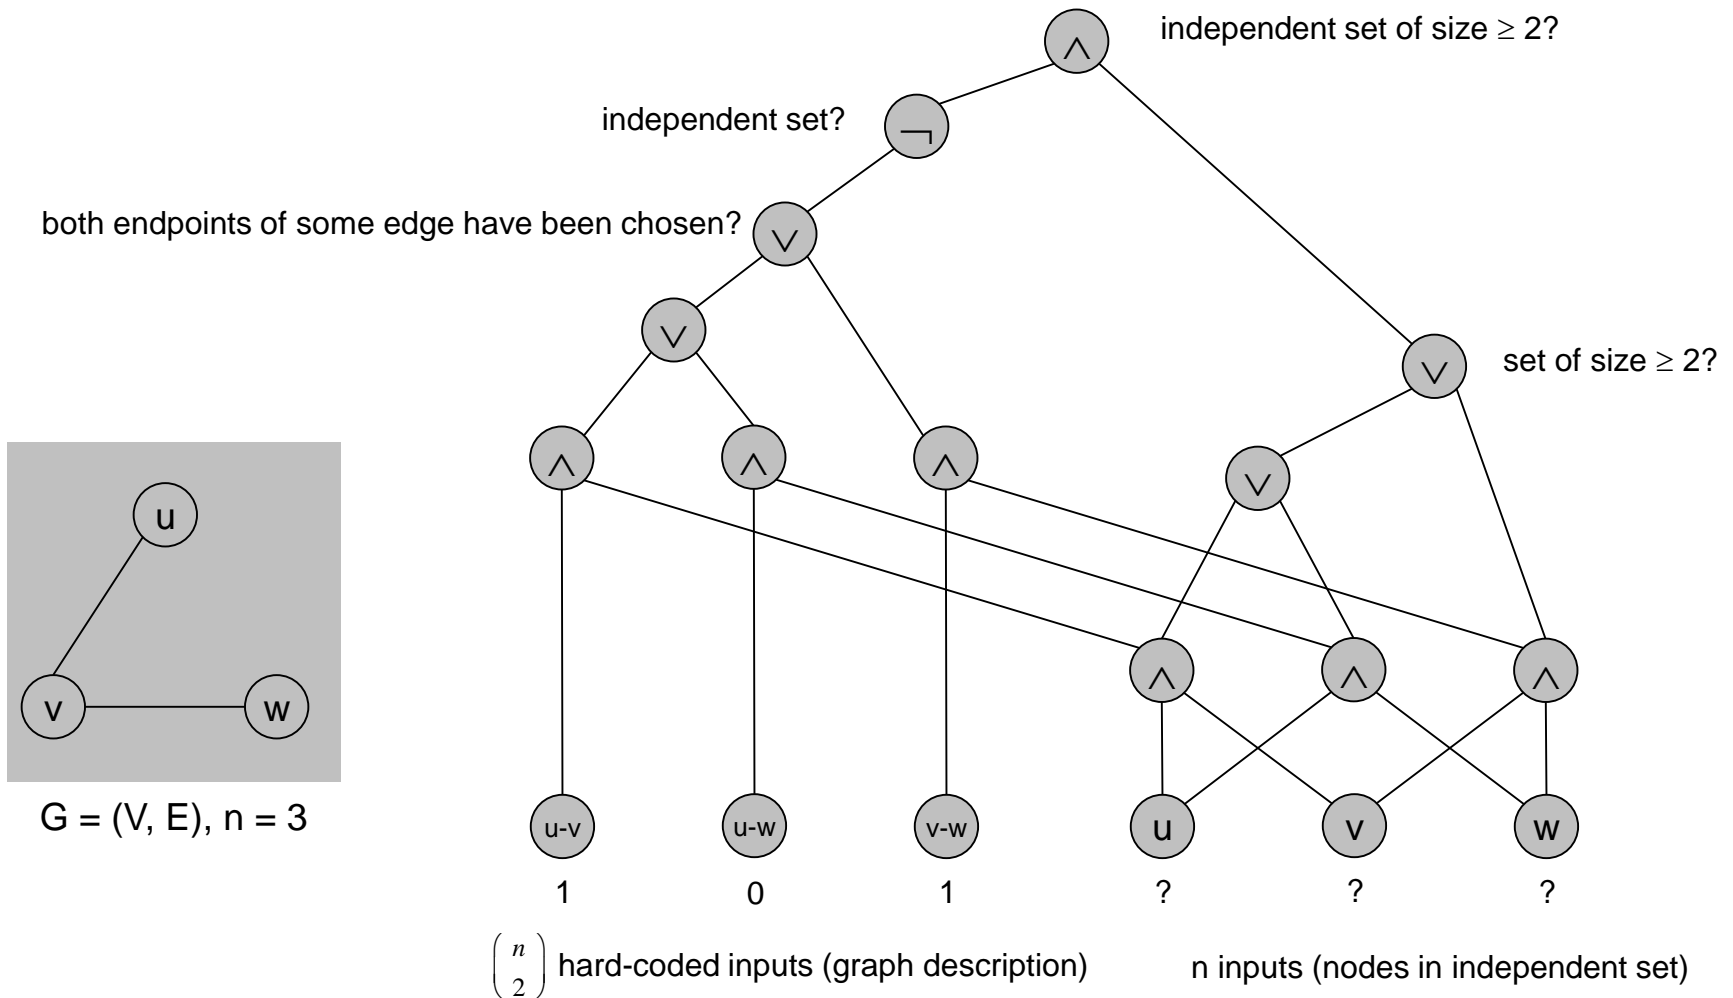 independent set of size ≥ 2?
∧
independent set?
¬
both endpoints of some edge have been chosen?
∨
∨
set of size ≥ 2?
∨
∧ ∧ ∧
∨
u
∧ ∧ ∧
v w
G = (V, E), n = 3
u-v u-w v-w u v w
1 0 1 ? ? ?
(n 2) hard-coded inputs (graph description)
n inputs (nodes in independent set)